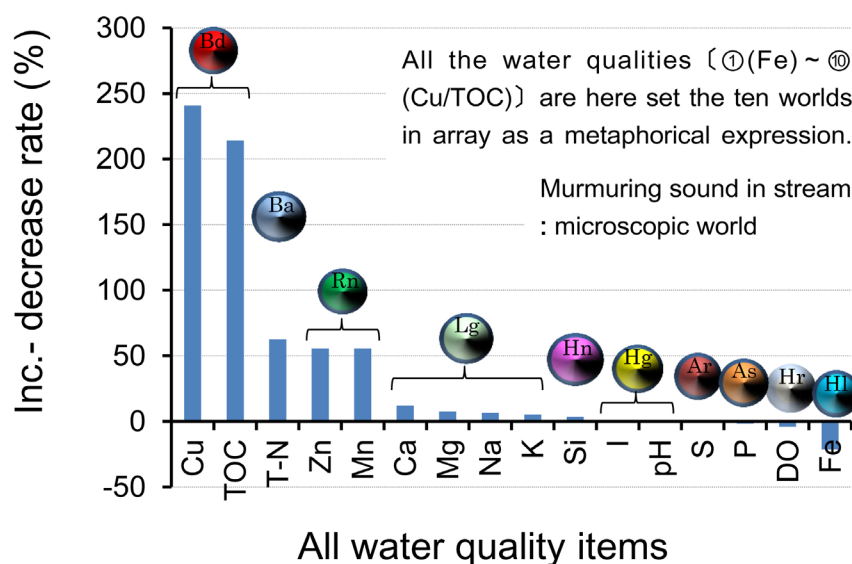 Inc.- decrease rate (%)
300
250
200
150
100
50
0
-50
All the water qualities〔①(Fe) ~ ⑩
(Cu/TOC)〕are here set the ten worlds
in array as a metaphorical expression.
Murmuring sound in stream
: microscopic world
Bd
Ba
Rn
Lg
Hn
Hg
Ar
As
Hr
Hl
Cu
TOC
T-N
Zn
Mn
Ca
Mg
Na
K
Si
I
pH
S
P
DO
Fe
All water quality items